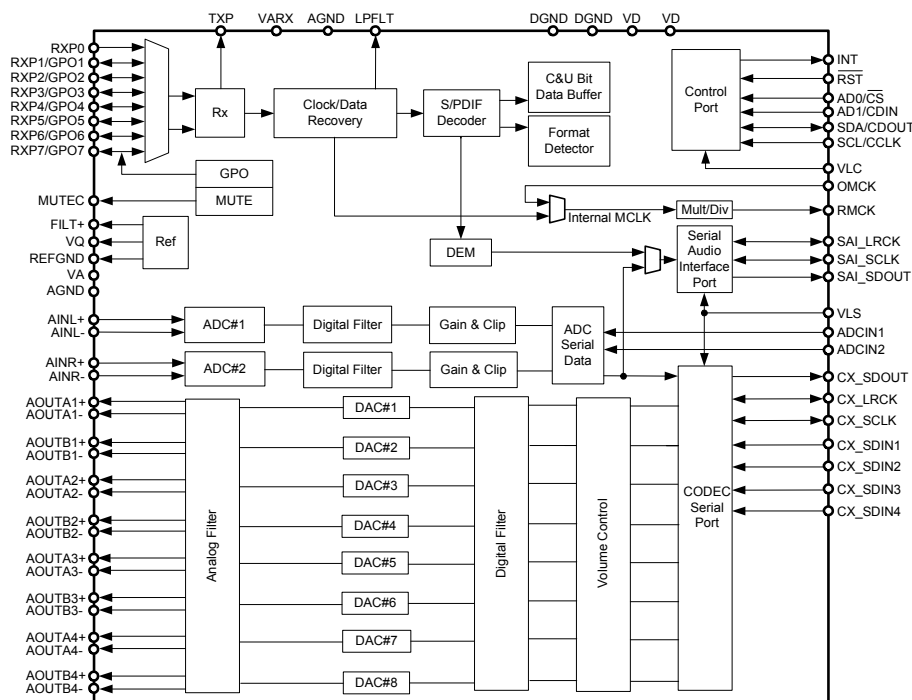 TXP VARX AGND LPFLT DGND DGND VD VD
RXP0
RXP1/GPO1
RXP2/GPO2
RXP3/GPO3
RXP4/GPO4
RXP5/GPO5
RXP6/GPO6
RXP7/GPO7
MUTEC
FILT+
VQ
REFGND
VA
AGND
AINL+
AINL-
AINR+
AINR-
AOUTA1+
AOUTA1-
AOUTB1+
AOUTB1-
AOUTA2+
AOUTA2-
AOUTB2+
AOUTB2-
AOUTA3+
AOUTA3-
AOUTB3+
AOUTB3-
AOUTA4+
AOUTA4-
AOUTB4+
AOUTB4-
Rx
Clock/Data
Recovery
S/PDIF
Decoder
C&U Bit
Data Buffer
Format
Detector
Control
Port
GPO
MUTE
Internal MCLK
Mult/Div
Ref
DEM
Serial
Audio
Interface
Port
ADC#1
Digital Filter
Gain & Clip
ADC
Serial
Data
ADC#2
Digital Filter
Gain & Clip
Analog Filter
DAC#1
DAC#2
DAC#3
DAC#4
DAC#5
DAC#6
DAC#7
DAC#8
Digital Filter
Volume Control
CODEC
Serial
Port
INT
RST
AD0/CS
AD1/CDIN
SDA/CDOUT
SCL/CCLK
VLC
OMCK
RMCK
SAI_LRCK
SAI_SCLK
SAI_SDOUT
VLS
ADCIN1
ADCIN2
CX_SDOUT
CX_LRCK
CX_SCLK
CX_SDIN1
CX_SDIN2
CX_SDIN3
CX_SDIN4